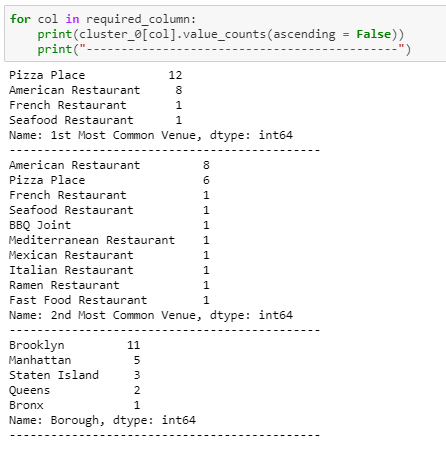 for col in required_column:
    print(cluster_0[col].value_counts(ascending = False))
    print("---------------------------------------------")
Pizza Place            12
American Restaurant     8
French Restaurant       1
Seafood Restaurant      1
Name: 1st Most Common Venue, dtype: int64
---------------------------------------------
American Restaurant         8
Pizza Place                 6
French Restaurant           1
Seafood Restaurant          1
BBQ Joint                   1
Mediterranean Restaurant    1
Mexican Restaurant          1
Italian Restaurant          1
Ramen Restaurant            1
Fast Food Restaurant        1
Name: 2nd Most Common Venue, dtype: int64
---------------------------------------------
Brooklyn         11
Manhattan         5
Staten Island     3
Queens            2
Bronx             1
Name: Borough, dtype: int64
---------------------------------------------